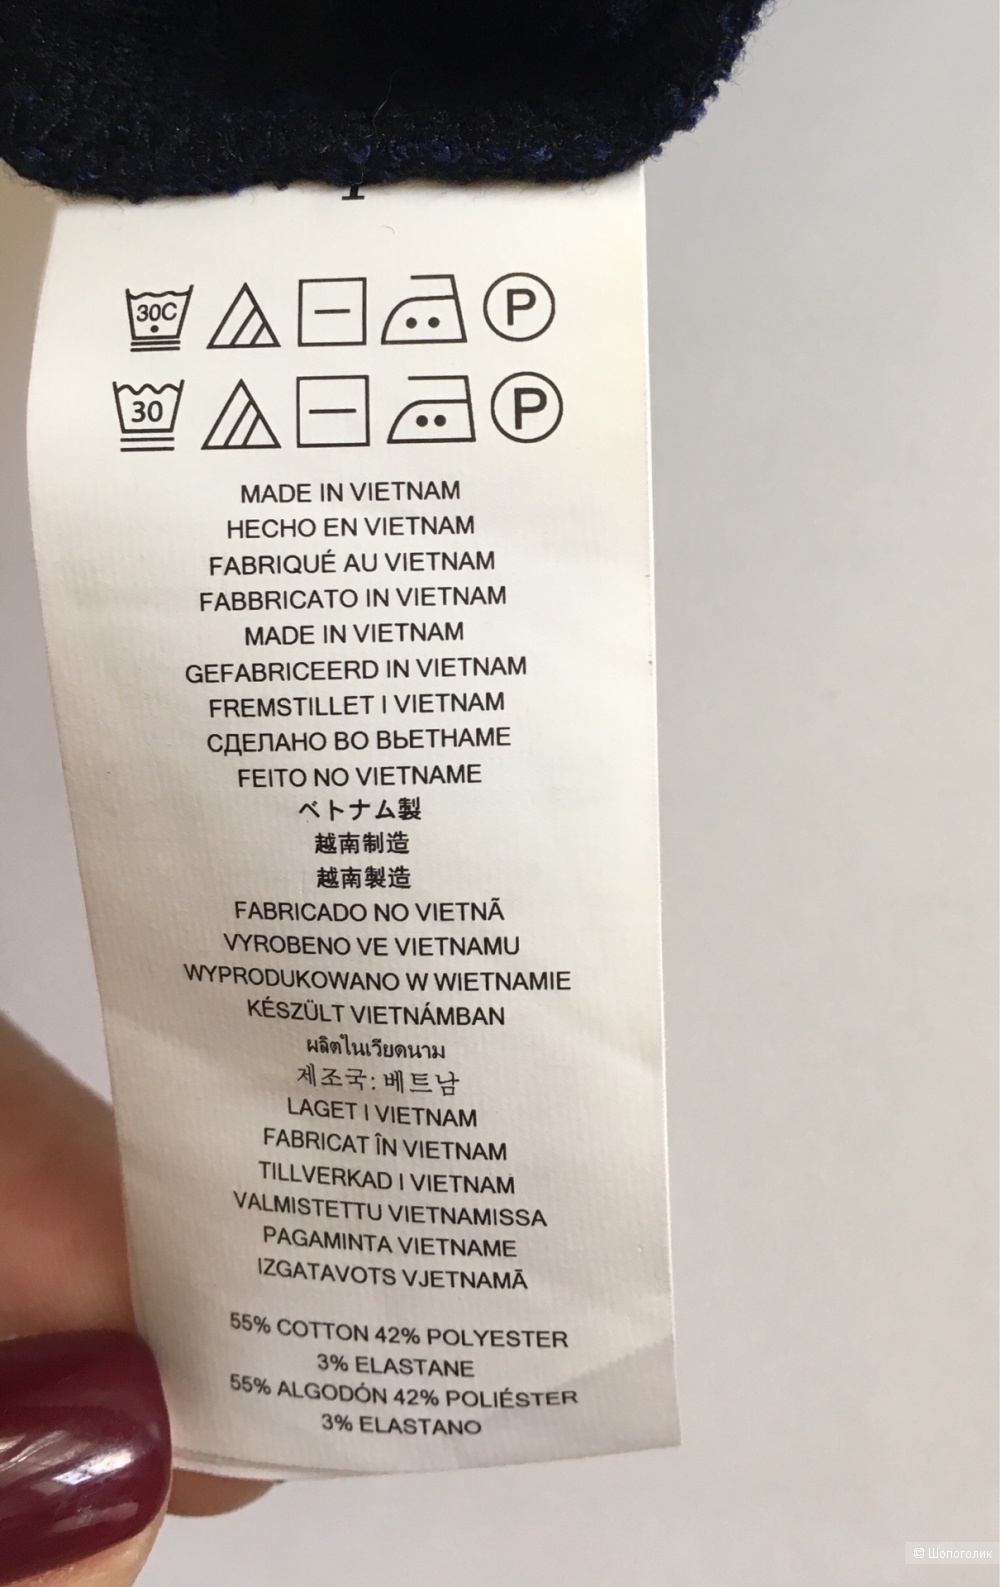 30C P
30 P
MADE IN VIETNAM
HECHO EN VIETNAM
FABRIQUÉ AU VIETNAM
FABBRICATO IN VIETNAM
MADE IN VIETNAM
GEFABRICEERD IN VIETNAM
FREMSTILLET I VIETNAM
СДЕЛАНО ВО ВЬЕТНАМЕ
FEITO NO VIETNAME
ベトナム製
越南制造
越南製造
FABRICADO NO VIETNÃ
VYROBENO VE VIETNAMU
WYPRODUKOWANO W WIETNAMIE
KÉSZÜLT VIETNÁMBAN
ผลิตในเวียดนาม
제조국: 베트남
LAGET I VIETNAM
FABRICAT ÎN VIETNAM
TILLVERKAD I VIETNAM
VALMISTETTU VIETNAMISSA
PAGAMINTA VIETNAME
IZGATAVOTS VJETNAMĀ
55% COTTON 42% POLYESTER
3% ELASTANE
55% ALGODÓN 42% POLIÉSTER
3% ELASTANO
© Шопоголик